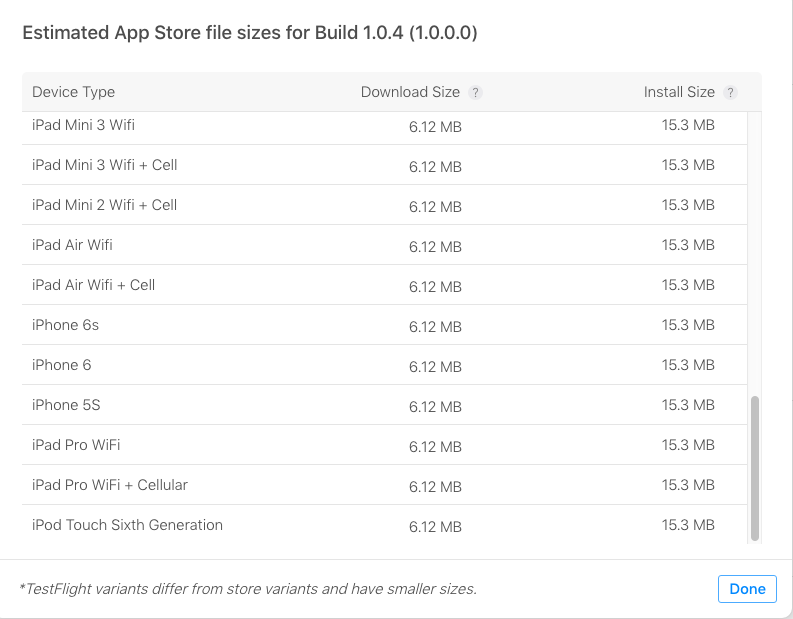 Estimated App Store file sizes for Build 1.0.4 (1.0.0.0)
Device Type Download Size ? Install Size ?
iPad Mini 3 Wifi 6.12 MB 15.3 MB
iPad Mini 3 Wifi + Cell 6.12 MB 15.3 MB
iPad Mini 2 Wifi + Cell 6.12 MB 15.3 MB
iPad Air Wifi 6.12 MB 15.3 MB
iPad Air Wifi + Cell 6.12 MB 15.3 MB
iPhone 6s 6.12 MB 15.3 MB
iPhone 6 6.12 MB 15.3 MB
iPhone 5S 6.12 MB 15.3 MB
iPad Pro WiFi 6.12 MB 15.3 MB
iPad Pro WiFi + Cellular 6.12 MB 15.3 MB
iPod Touch Sixth Generation 6.12 MB 15.3 MB
*TestFlight variants differ from store variants and have smaller sizes.
Done